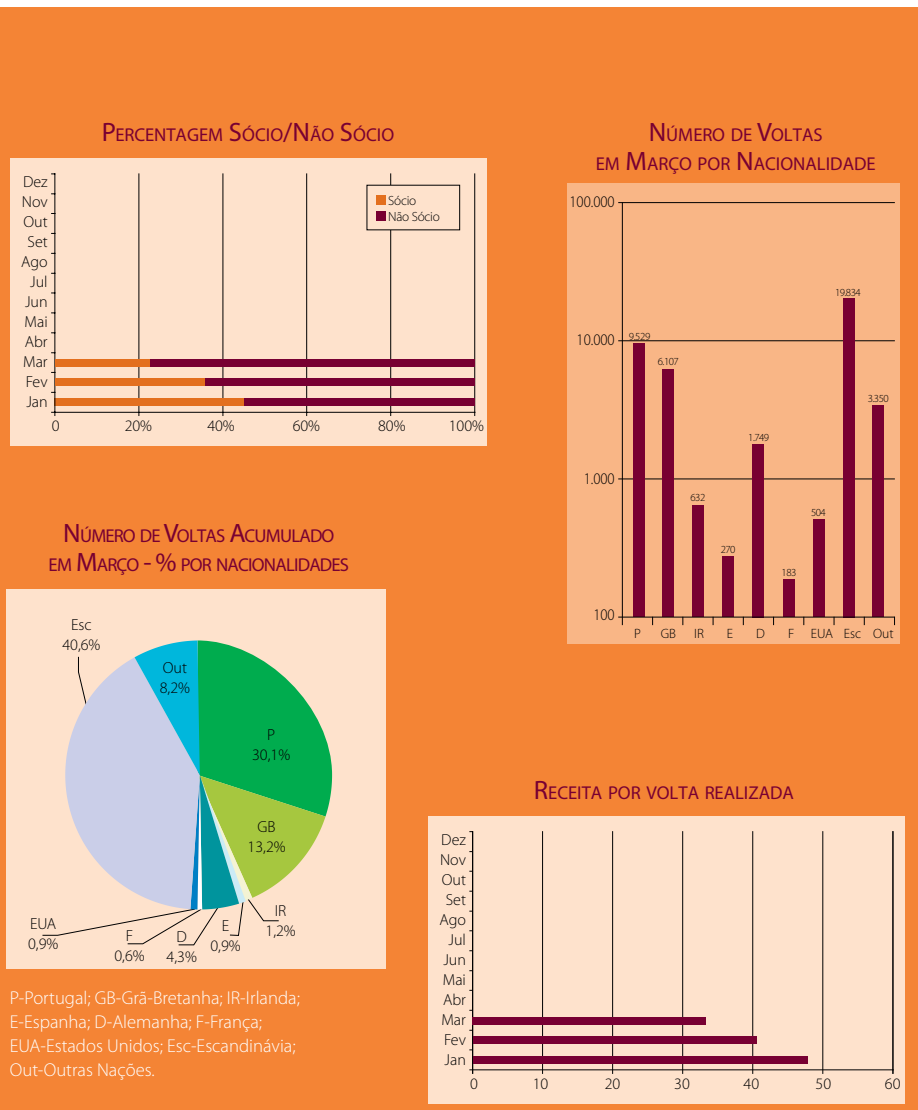 Percentagem Sócio/Não Sócio
Dez
Nov
Out
Set
Ago
Jul
Jun
Mai
Abr
Mar
Fev
Jan
0 20% 40% 60% 80% 100%
Sócio
Não Sócio
Número de Voltas
em Março por Nacionalidade
100.000
10.000
1.000
100
9.529
6.107
632
270
1.749
183
504
19.834
3.350
P GB IR E D F EUA Esc Out
Número de Voltas Acumulado
em Março - % por nacionalidades
Esc
40,6%
Out
8,2%
P
30,1%
GB
13,2%
IR
1,2%
E
0,9%
D
4,3%
F
0,6%
EUA
0,9%
P-Portugal; GB-Grã-Bretanha; IR-Irlanda;
E-Espanha; D-Alemanha; F-França;
EUA-Estados Unidos; Esc-Escandinávia;
Out-Outras Nações.
Receita por volta realizada
Dez
Nov
Out
Set
Ago
Jul
Jun
Mai
Abr
Mar
Fev
Jan
0 10 20 30 40 50 60